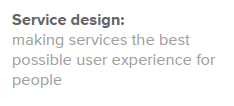 Service design:
making services the best
possible user experience for
people